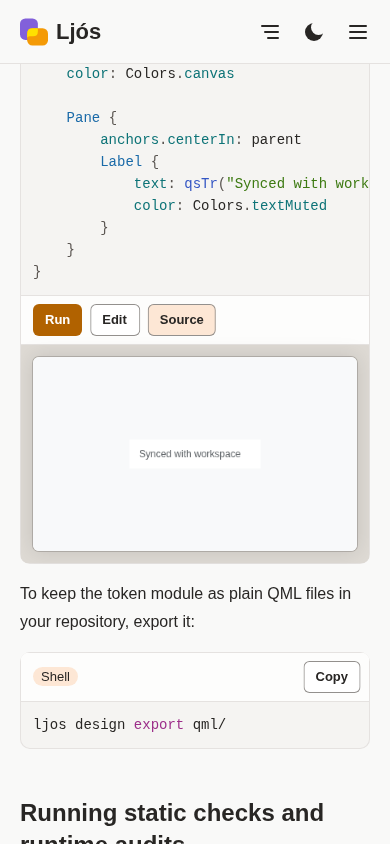 Ljós
color: Colors.canvas
Pane {
anchors.centerIn: parent
Label {
text: qsTr("Synced with work
color: Colors.textMuted
}
}
}
Run Edit Source
Synced with workspace
To keep the token module as plain QML files in
your repository, export it:
Shell Copy
ljos design export qml/
Running static checks and
runtime audits